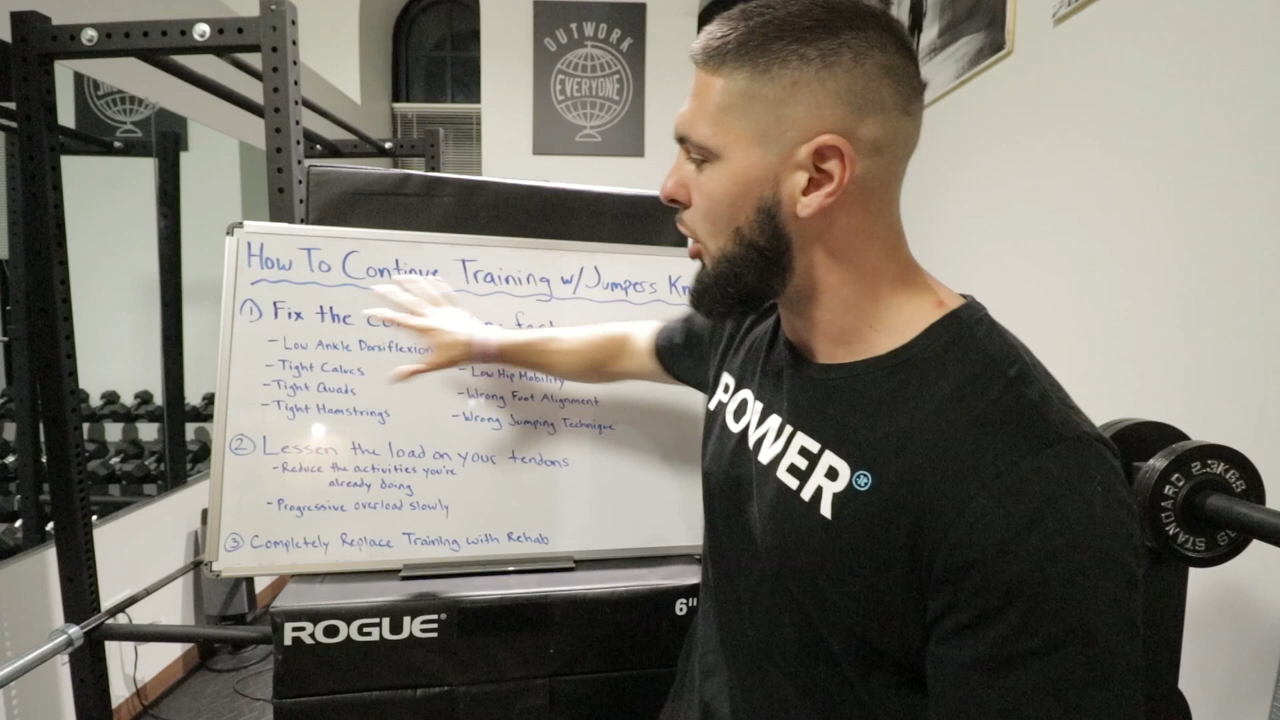 OUTWORK
EVERYONE
How To Continue Training w/Jumpers Kn
① Fix the
- Low Ankle Dorsiflexion
- Tight Calves
- Tight Quads
- Tight Hamstrings
- Low Hip Mobility
- Wrong Foot Alignment
- Wrong Jumping Technique
② Lessen the load on your tendons
- Reduce the activities you're
already doing
- Progressive overload slowly
③ Completely Replace Training with Rehab
POWER
ROGUE®
6"
2.3KGS
STANDARD